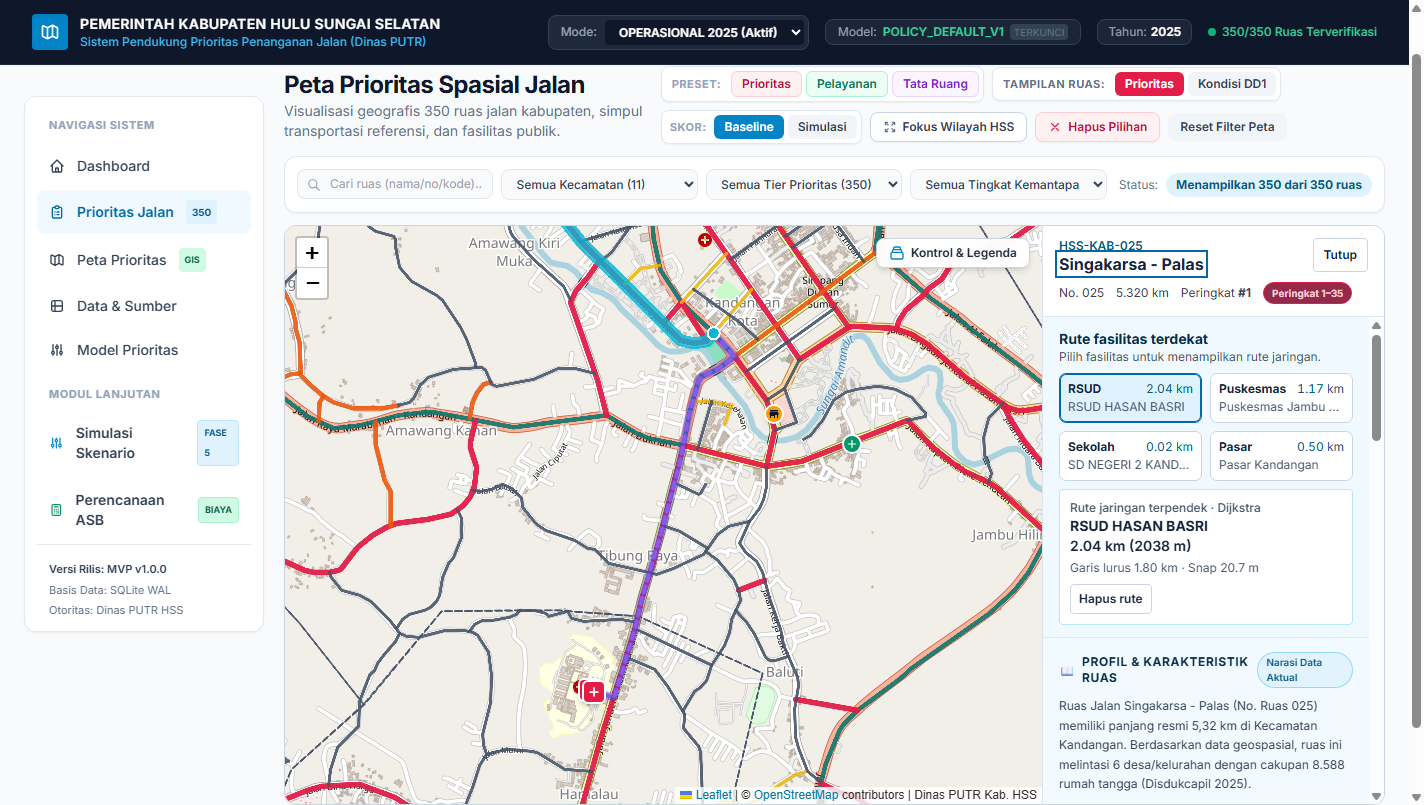 PEMERINTAH KABUPATEN HULU SUNGAI SELATAN
Sistem Pendukung Prioritas Penanganan Jalan (Dinas PUTR)
Mode: OPERASIONAL 2025 (Aktif)
Model: POLICY_DEFAULT_V1 TERKUNCI
Tahun: 2025
350/350 Ruas Terverifikasi
NAVIGASI SISTEM
Dashboard
Prioritas Jalan 350
Peta Prioritas GIS
Data & Sumber
Model Prioritas
MODUL LANJUTAN
Simulasi Skenario FASE 5
Perencanaan ASB BIAYA
Versi Rilis: MVP v1.0.0
Basis Data: SQLite WAL
Otoritas: Dinas PUTR HSS
Peta Prioritas Spasial Jalan
Visualisasi geografis 350 ruas jalan kabupaten, simpul
transportasi referensi, dan fasilitas publik.
PRESET: Prioritas Pelayanan Tata Ruang
TAMPILAN RUAS: Prioritas Kondisi DD1
SKOR: Baseline Simulasi
Fokus Wilayah HSS
Hapus Pilihan
Reset Filter Peta
Cari ruas (nama/no/kode)..
Semua Kecamatan (11)
Semua Tier Prioritas (350)
Semua Tingkat Kemantapa
Status: Menampilkan 350 dari 350 ruas
+
−
Kontrol & Legenda
Amawang Kiri
Muka
Kandangan
Kota
Simpang
Sungai Amandit
Amawang Kanan
Jalan Ciputat
Tibung Raya
Jambu Hilir
Baluti
Hamalau
Leaflet | © OpenStreetMap contributors | Dinas PUTR Kab. HSS
HSS-KAB-025
Singakarsa - Palas
Tutup
No. 025 5.320 km Peringkat #1 Peringkat 1–35
Rute fasilitas terdekat
Pilih fasilitas untuk menampilkan rute jaringan.
RSUD 2.04 km
RSUD HASAN BASRI
Puskesmas 1.17 km
Puskesmas Jambu ...
Sekolah 0.02 km
SD NEGERI 2 KAND...
Pasar 0.50 km
Pasar Kandangan
Rute jaringan terpendek · Dijkstra
RSUD HASAN BASRI
2.04 km (2038 m)
Garis lurus 1.80 km · Snap 20.7 m
Hapus rute
PROFIL & KARAKTERISTIK
RUAS
Narasi Data
Aktual
Ruas Jalan Singakarsa - Palas (No. Ruas 025)
memiliki panjang resmi 5,32 km di Kecamatan
Kandangan. Berdasarkan data geospasial, ruas ini
melintasi 6 desa/kelurahan dengan cakupan 8.588
rumah tangga (Disdukcapil 2025).